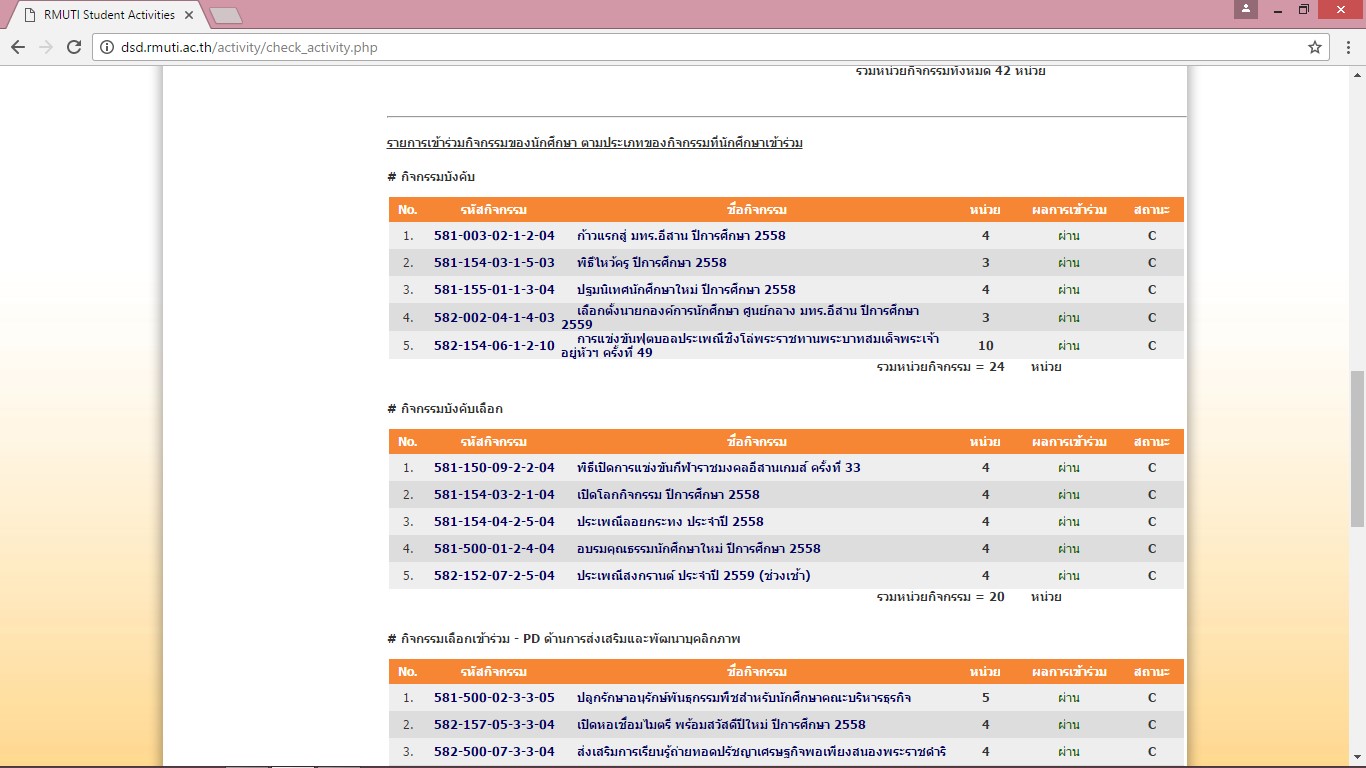 RMUTI Student Activities
dsd.rmuti.ac.th/activity/check_activity.php
รวมหน่วยกิจกรรมทั้งหมด 42 หน่วย
รายการเข้าร่วมกิจกรรมของนักศึกษา ตามประเภทของกิจกรรมที่นักศึกษาเข้าร่วม
# กิจกรรมบังคับ
No. รหัสกิจกรรม ชื่อกิจกรรม หน่วย ผลการเข้าร่วม สถานะ
1. 581-003-02-1-2-04 ก้าวแรกสู่ มทร.อีสาน ปีการศึกษา 2558 4 ผ่าน C
2. 581-154-03-1-5-03 พิธีไหว้ครู ปีการศึกษา 2558 3 ผ่าน C
3. 581-155-01-1-3-04 ปฐมนิเทศนักศึกษาใหม่ ปีการศึกษา 2558 4 ผ่าน C
4. 582-002-04-1-4-03 เลือกตั้งนายกองค์การนักศึกษา ศูนย์กลาง มทร.อีสาน ปีการศึกษา 3 ผ่าน C
2559
5. 582-154-06-1-2-10 การแข่งขันฟุตบอลประเพณีชิงโล่พระราชทานพระบาทสมเด็จพระเจ้า 10 ผ่าน C
อยู่หัวฯ ครั้งที่ 49
รวมหน่วยกิจกรรม = 24 หน่วย
# กิจกรรมบังคับเลือก
No. รหัสกิจกรรม ชื่อกิจกรรม หน่วย ผลการเข้าร่วม สถานะ
1. 581-150-09-2-2-04 พิธีเปิดการแข่งขันกีฬาราชมงคลอีสานเกมส์ ครั้งที่ 33 4 ผ่าน C
2. 581-154-03-2-1-04 เปิดโลกกิจกรรม ปีการศึกษา 2558 4 ผ่าน C
3. 581-154-04-2-5-04 ประเพณีลอยกระทง ประจำปี 2558 4 ผ่าน C
4. 581-500-01-2-4-04 อบรมคุณธรรมนักศึกษาใหม่ ปีการศึกษา 2558 4 ผ่าน C
5. 582-152-07-2-5-04 ประเพณีสงกรานต์ ประจำปี 2559 (ช่วงเช้า) 4 ผ่าน C
รวมหน่วยกิจกรรม = 20 หน่วย
# กิจกรรมเลือกเข้าร่วม - PD ด้านการส่งเสริมและพัฒนาบุคลิกภาพ
No. รหัสกิจกรรม ชื่อกิจกรรม หน่วย ผลการเข้าร่วม สถานะ
1. 581-500-02-3-3-05 ปลูกรักษาอนุรักษ์พันธุกรรมพืชสำหรับนักศึกษาคณะบริหารธุรกิจ 5 ผ่าน C
2. 582-157-05-3-3-04 เปิดหอเชื่อมไมตรี พร้อมสวัสดีปีใหม่ ปีการศึกษา 2558 4 ผ่าน C
3. 582-500-07-3-3-04 ส่งเสริมการเรียนรู้ถ่ายทอดปรัชญาเศรษฐกิจพอเพียงสนองพระราชดำริ 4 ผ่าน C